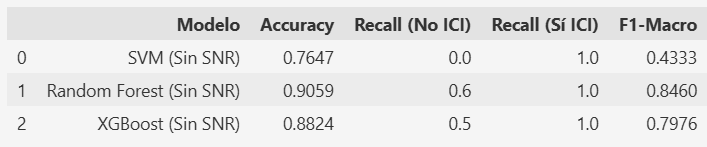 Modelo Accuracy Recall (No ICI) Recall (Sí ICI) F1-Macro
0 SVM (Sin SNR) 0.7647 0.0 1.0 0.4333
1 Random Forest (Sin SNR) 0.9059 0.6 1.0 0.8460
2 XGBoost (Sin SNR) 0.8824 0.5 1.0 0.7976